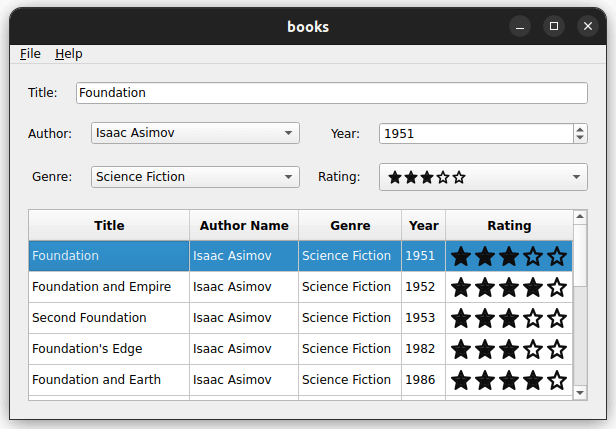 books
File Help
Title: Foundation
Author: Isaac Asimov Year: 1951
Genre: Science Fiction Rating: ★★★☆☆
Title Author Name Genre Year Rating
Foundation Isaac Asimov Science Fiction 1951 ★★★☆☆
Foundation and Empire Isaac Asimov Science Fiction 1952 ★★★★☆
Second Foundation Isaac Asimov Science Fiction 1953 ★★★☆☆
Foundation's Edge Isaac Asimov Science Fiction 1982 ★★★☆☆
Foundation and Earth Isaac Asimov Science Fiction 1986 ★★★★☆